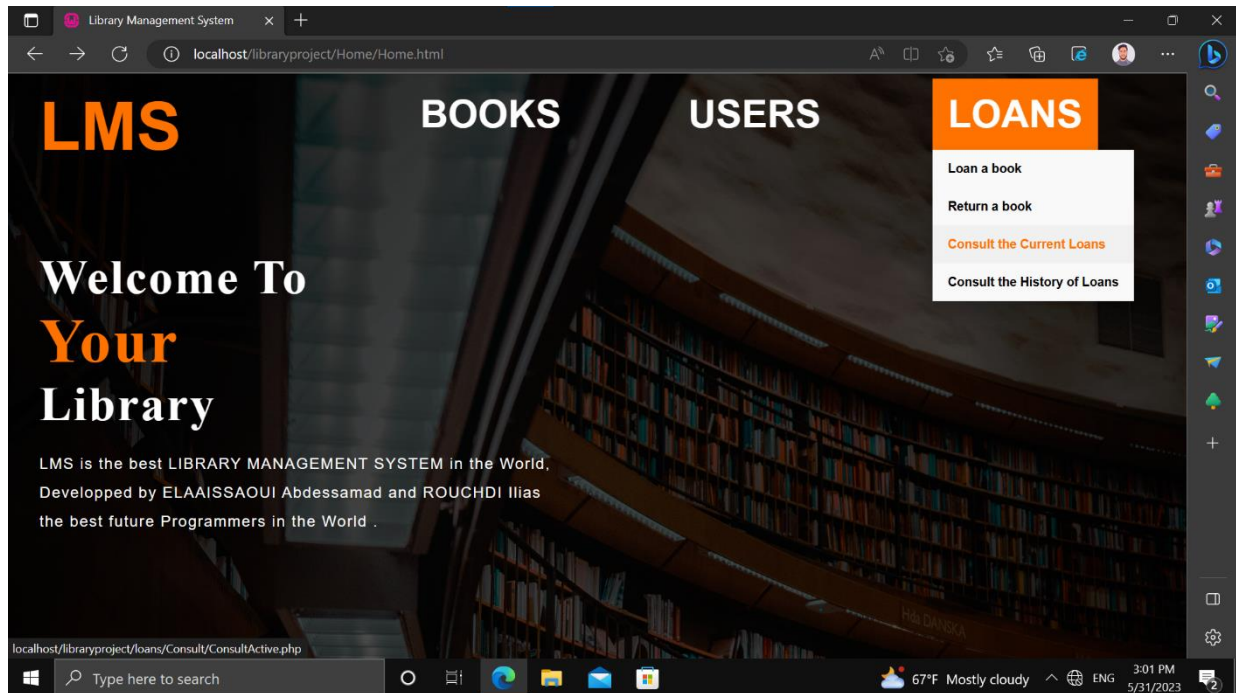 Library Management System
localhost/libraryproject/Home/Home.html
LMS
BOOKS
USERS
LOANS
Loan a book
Return a book
Consult the Current Loans
Consult the History of Loans
Welcome To
Your
Library
LMS is the best LIBRARY MANAGEMENT SYSTEM in the World,
Developped by ELAAISSAOUI Abdessamad and ROUCHDI Ilias
the best future Programmers in the World .
Hds DANSKA
localhost/libraryproject/loans/Consult/ConsultActive.php
Type here to search
67°F Mostly cloudy
ENG
3:01 PM
5/31/2023
2